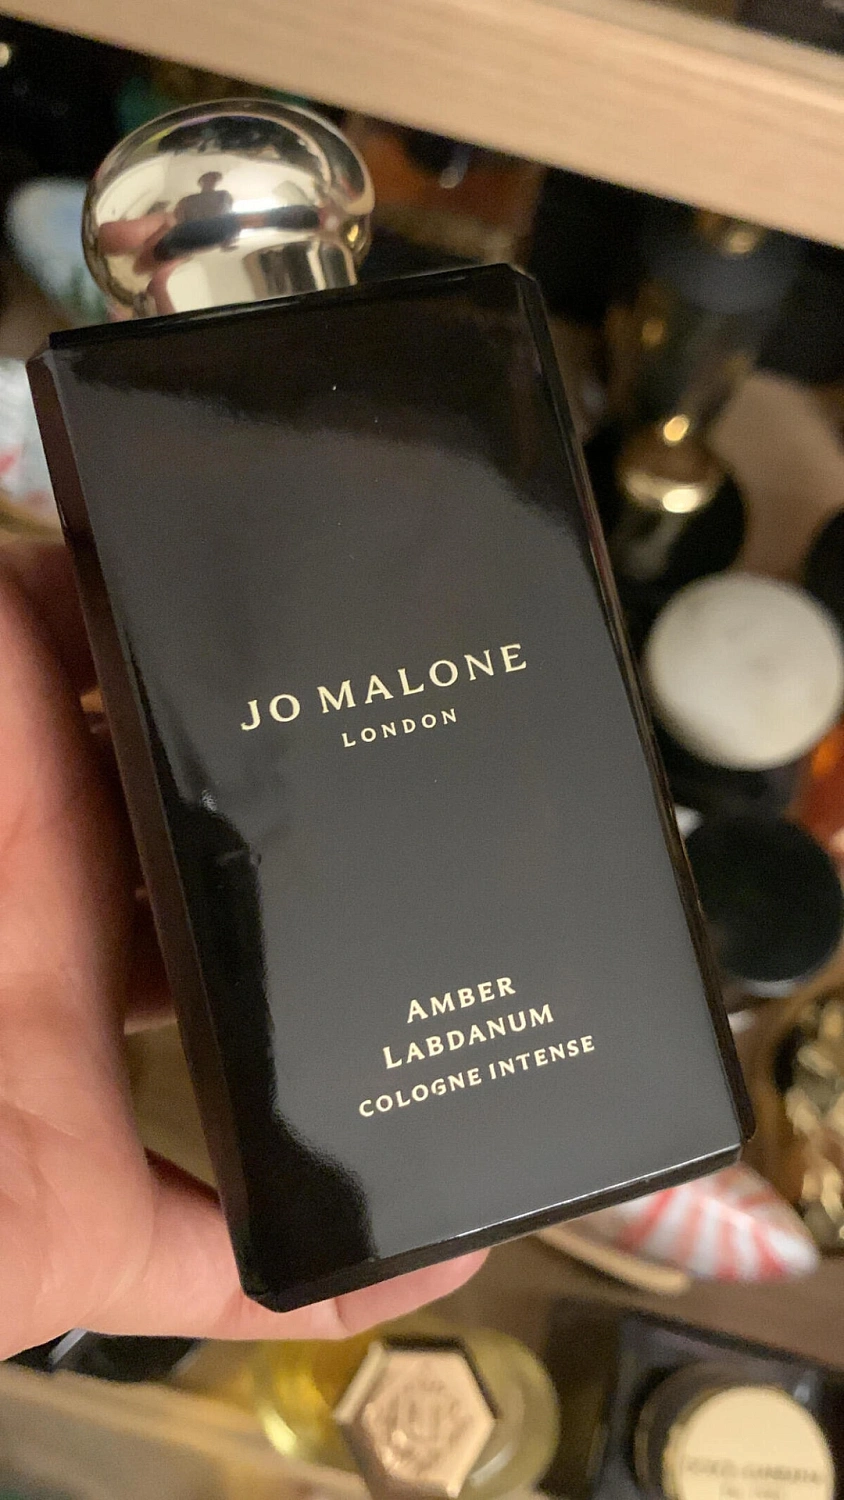 JO MALONE
LONDON
AMBER
LABDANUM
COLOGNE INTENSE